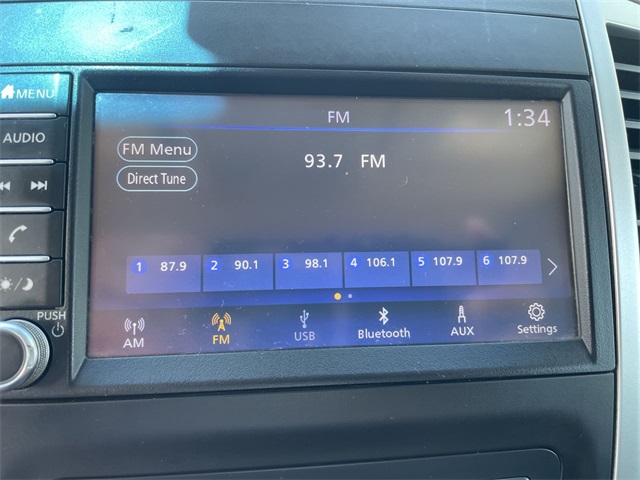 MENU
AUDIO
PUSH
FM
1:34
FM Menu
93.7 FM
Direct Tune
1 87.9
2 90.1
3 98.1
4 106.1
5 107.9
6 107.9
AM
FM
USB
Bluetooth
AUX
Settings